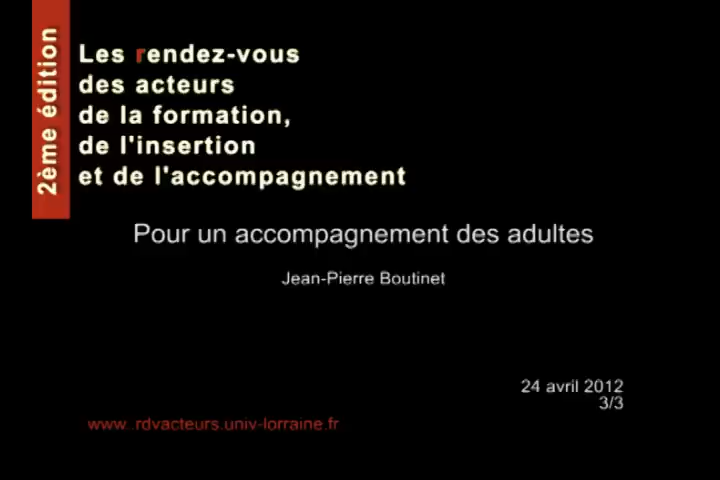 2ème édition
Les rendez-vous
des acteurs
de la formation,
de l'insertion
et de l'accompagnement
Pour un accompagnement des adultes
Jean-Pierre Boutinet
24 avril 2012
3/3
www..rdvacteurs.univ-lorraine.fr